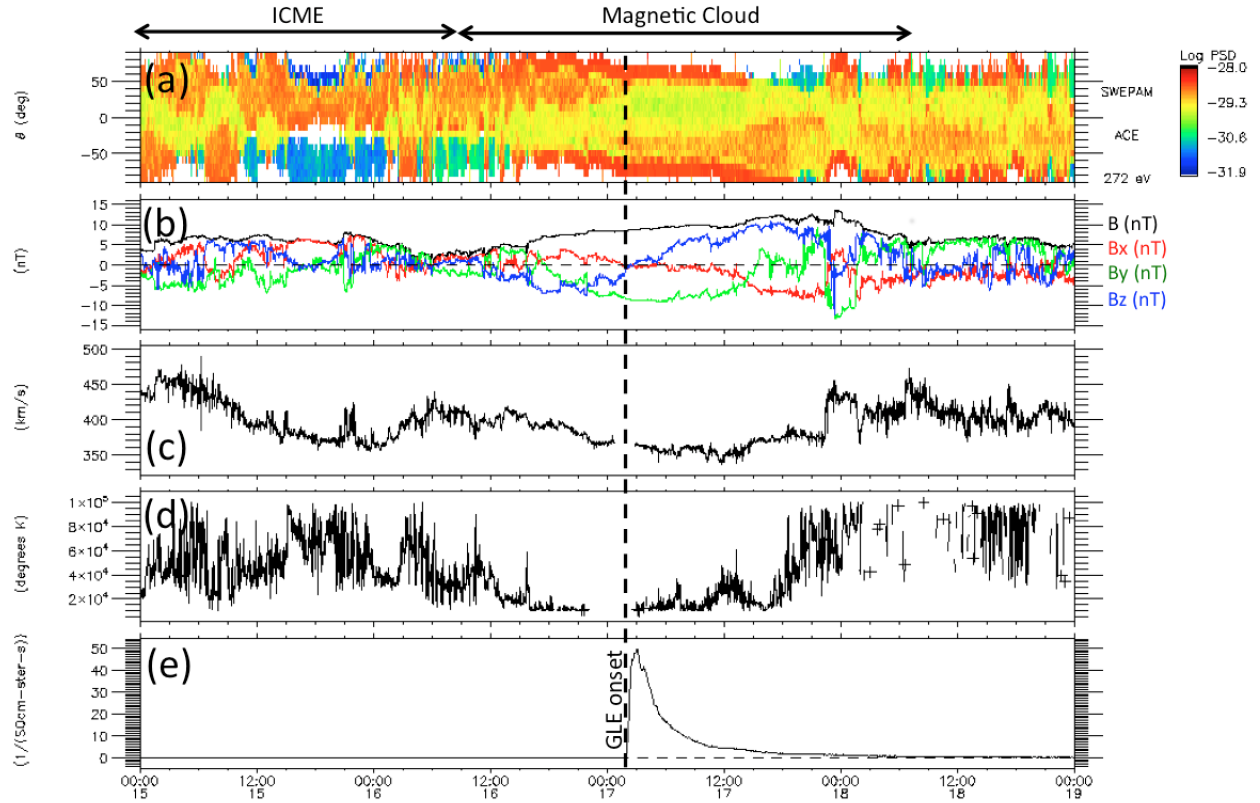 ICME
Magnetic Cloud
(a)
θ (deg)
50
0
−50
SWEPAM
ACE
272 eV
Log PSD
−28.0
−29.3
−30.6
−31.9
(b)
(nT)
15
10
5
0
−5
−10
−15
B (nT)
Bx (nT)
By (nT)
Bz (nT)
(c)
(km/s)
500
450
400
350
(d)
(degrees K)
1×10⁵
8×10⁴
6×10⁴
4×10⁴
2×10⁴
(e)
(1/(SQcm−ster−s))
50
40
30
20
10
0
GLE onset
00:00 12:00 00:00 12:00 00:00 12:00 00:00 12:00 00:00
15 15 16 16 17 17 18 18 19